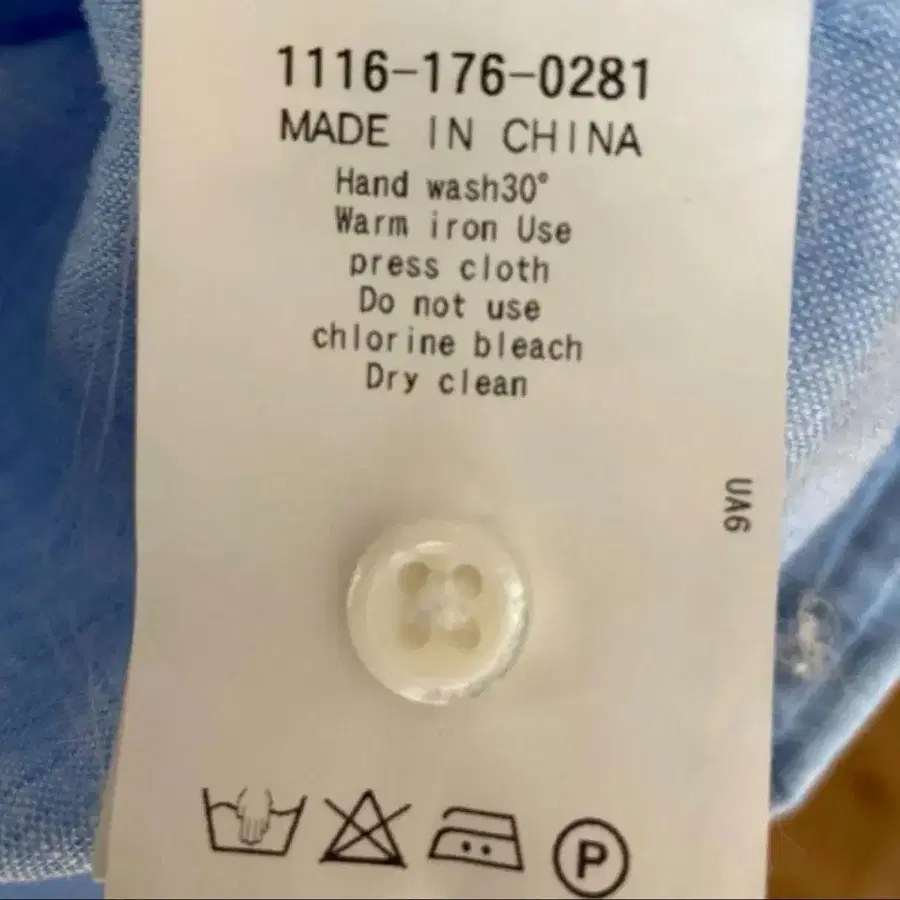 1116-176-0281
MADE IN CHINA
Hand wash30°
Warm iron Use
press cloth
Do not use
chlorine bleach
Dry clean
UA6
P